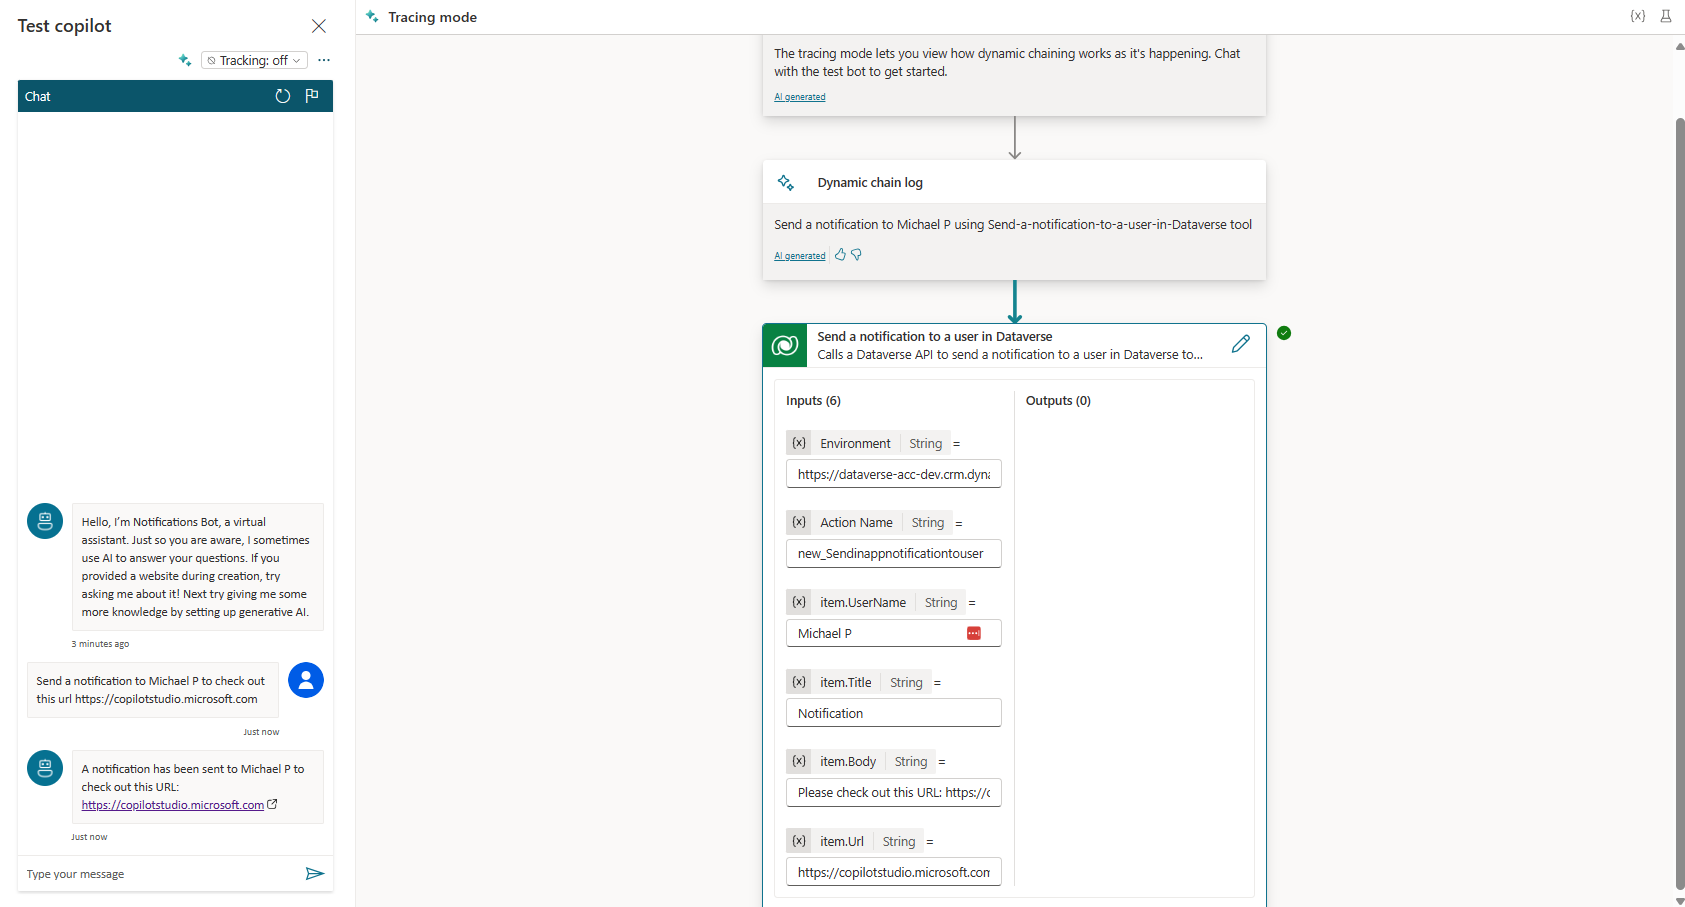 Test copilot
Tracking: off
Chat
Hello, I'm Notifications Bot, a virtual
assistant. Just so you are aware, I sometimes
use AI to answer your questions. If you
provided a website during creation, try
asking me about it! Next try giving me some
more knowledge by setting up generative AI.
3 minutes ago
Send a notification to Michael P to check out
this url https://copilotstudio.microsoft.com
Just now
A notification has been sent to Michael P to
check out this URL:
https://copilotstudio.microsoft.com
Just now
Type your message
Tracing mode
{x}
The tracing mode lets you view how dynamic chaining works as it's happening. Chat
with the test bot to get started.
AI generated
Dynamic chain log
Send a notification to Michael P using Send-a-notification-to-a-user-in-Dataverse tool
AI generated
Send a notification to a user in Dataverse
Calls a Dataverse API to send a notification to a user in Dataverse to...
Inputs (6)
{x} Environment String =
https://dataverse-acc-dev.crm.dyna
{x} Action Name String =
new_Sendinappnotificationtouser
{x} item.UserName String =
Michael P
{x} item.Title String =
Notification
{x} item.Body String =
Please check out this URL: https://c
{x} item.Url String =
https://copilotstudio.microsoft.com
Outputs (0)